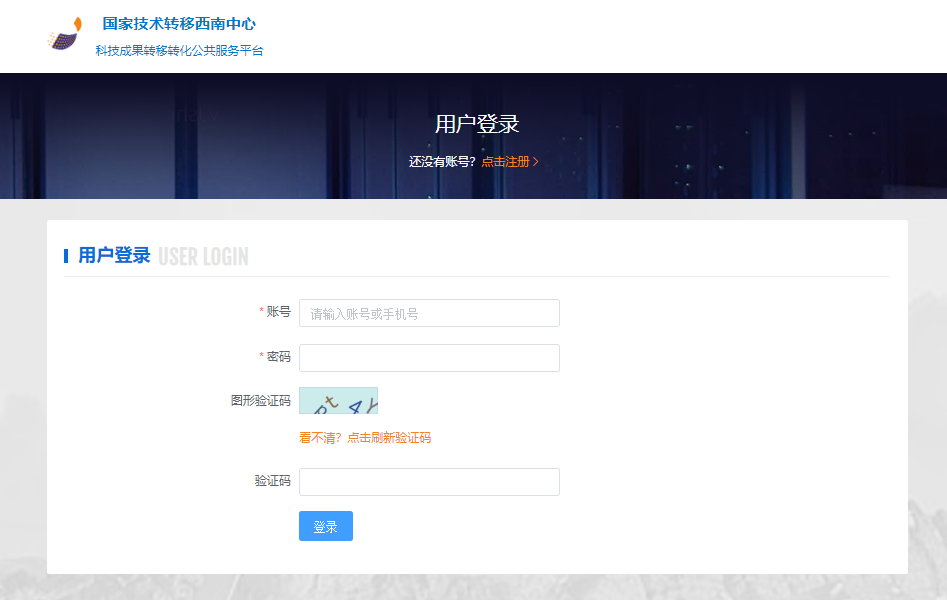 国家技术转移西南中心
科技成果转移转化公共服务平台
用户登录
还没有账号? 点击注册 >
用户登录 USER LOGIN
* 账号 请输入账号或手机号
* 密码
图形验证码
看不清? 点击刷新验证码
验证码
登录